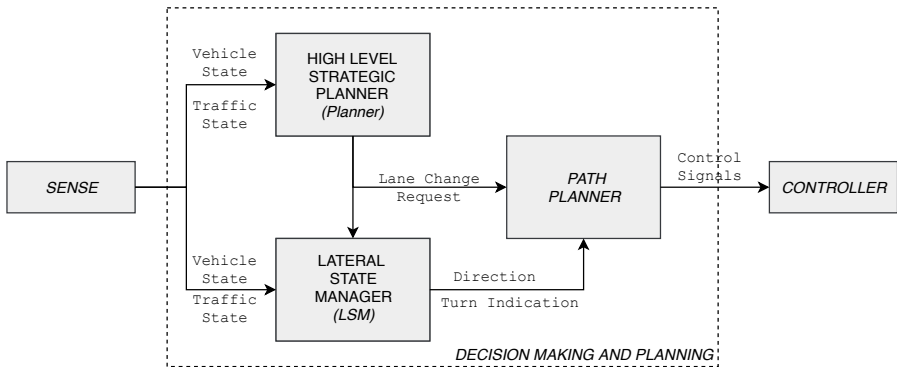 Vehicle
State
Traffic
State
HIGH LEVEL
STRATEGIC
PLANNER
(Planner)
SENSE
Lane Change
Request
PATH
PLANNER
Control
Signals
CONTROLLER
Vehicle
State
Traffic
State
LATERAL
STATE
MANAGER
(LSM)
Direction
Turn Indication
DECISION MAKING AND PLANNING